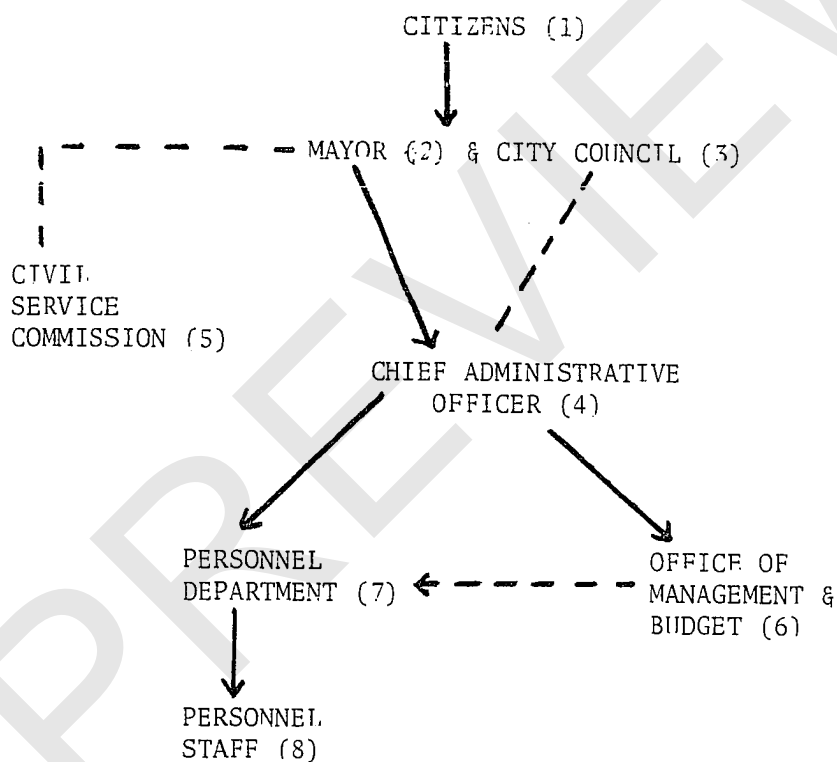 CITIZENS (1)
MAYOR (2) & CITY COUNCIL (3)
CIVIL
SERVICE
COMMISSION (5)
CHIEF ADMINISTRATIVE
OFFICER (4)
PERSONNEL
DEPARTMENT (7)
OFFICE OF
MANAGEMENT &
BUDGET (6)
PERSONNEL
STAFF (8)
PREVIEW